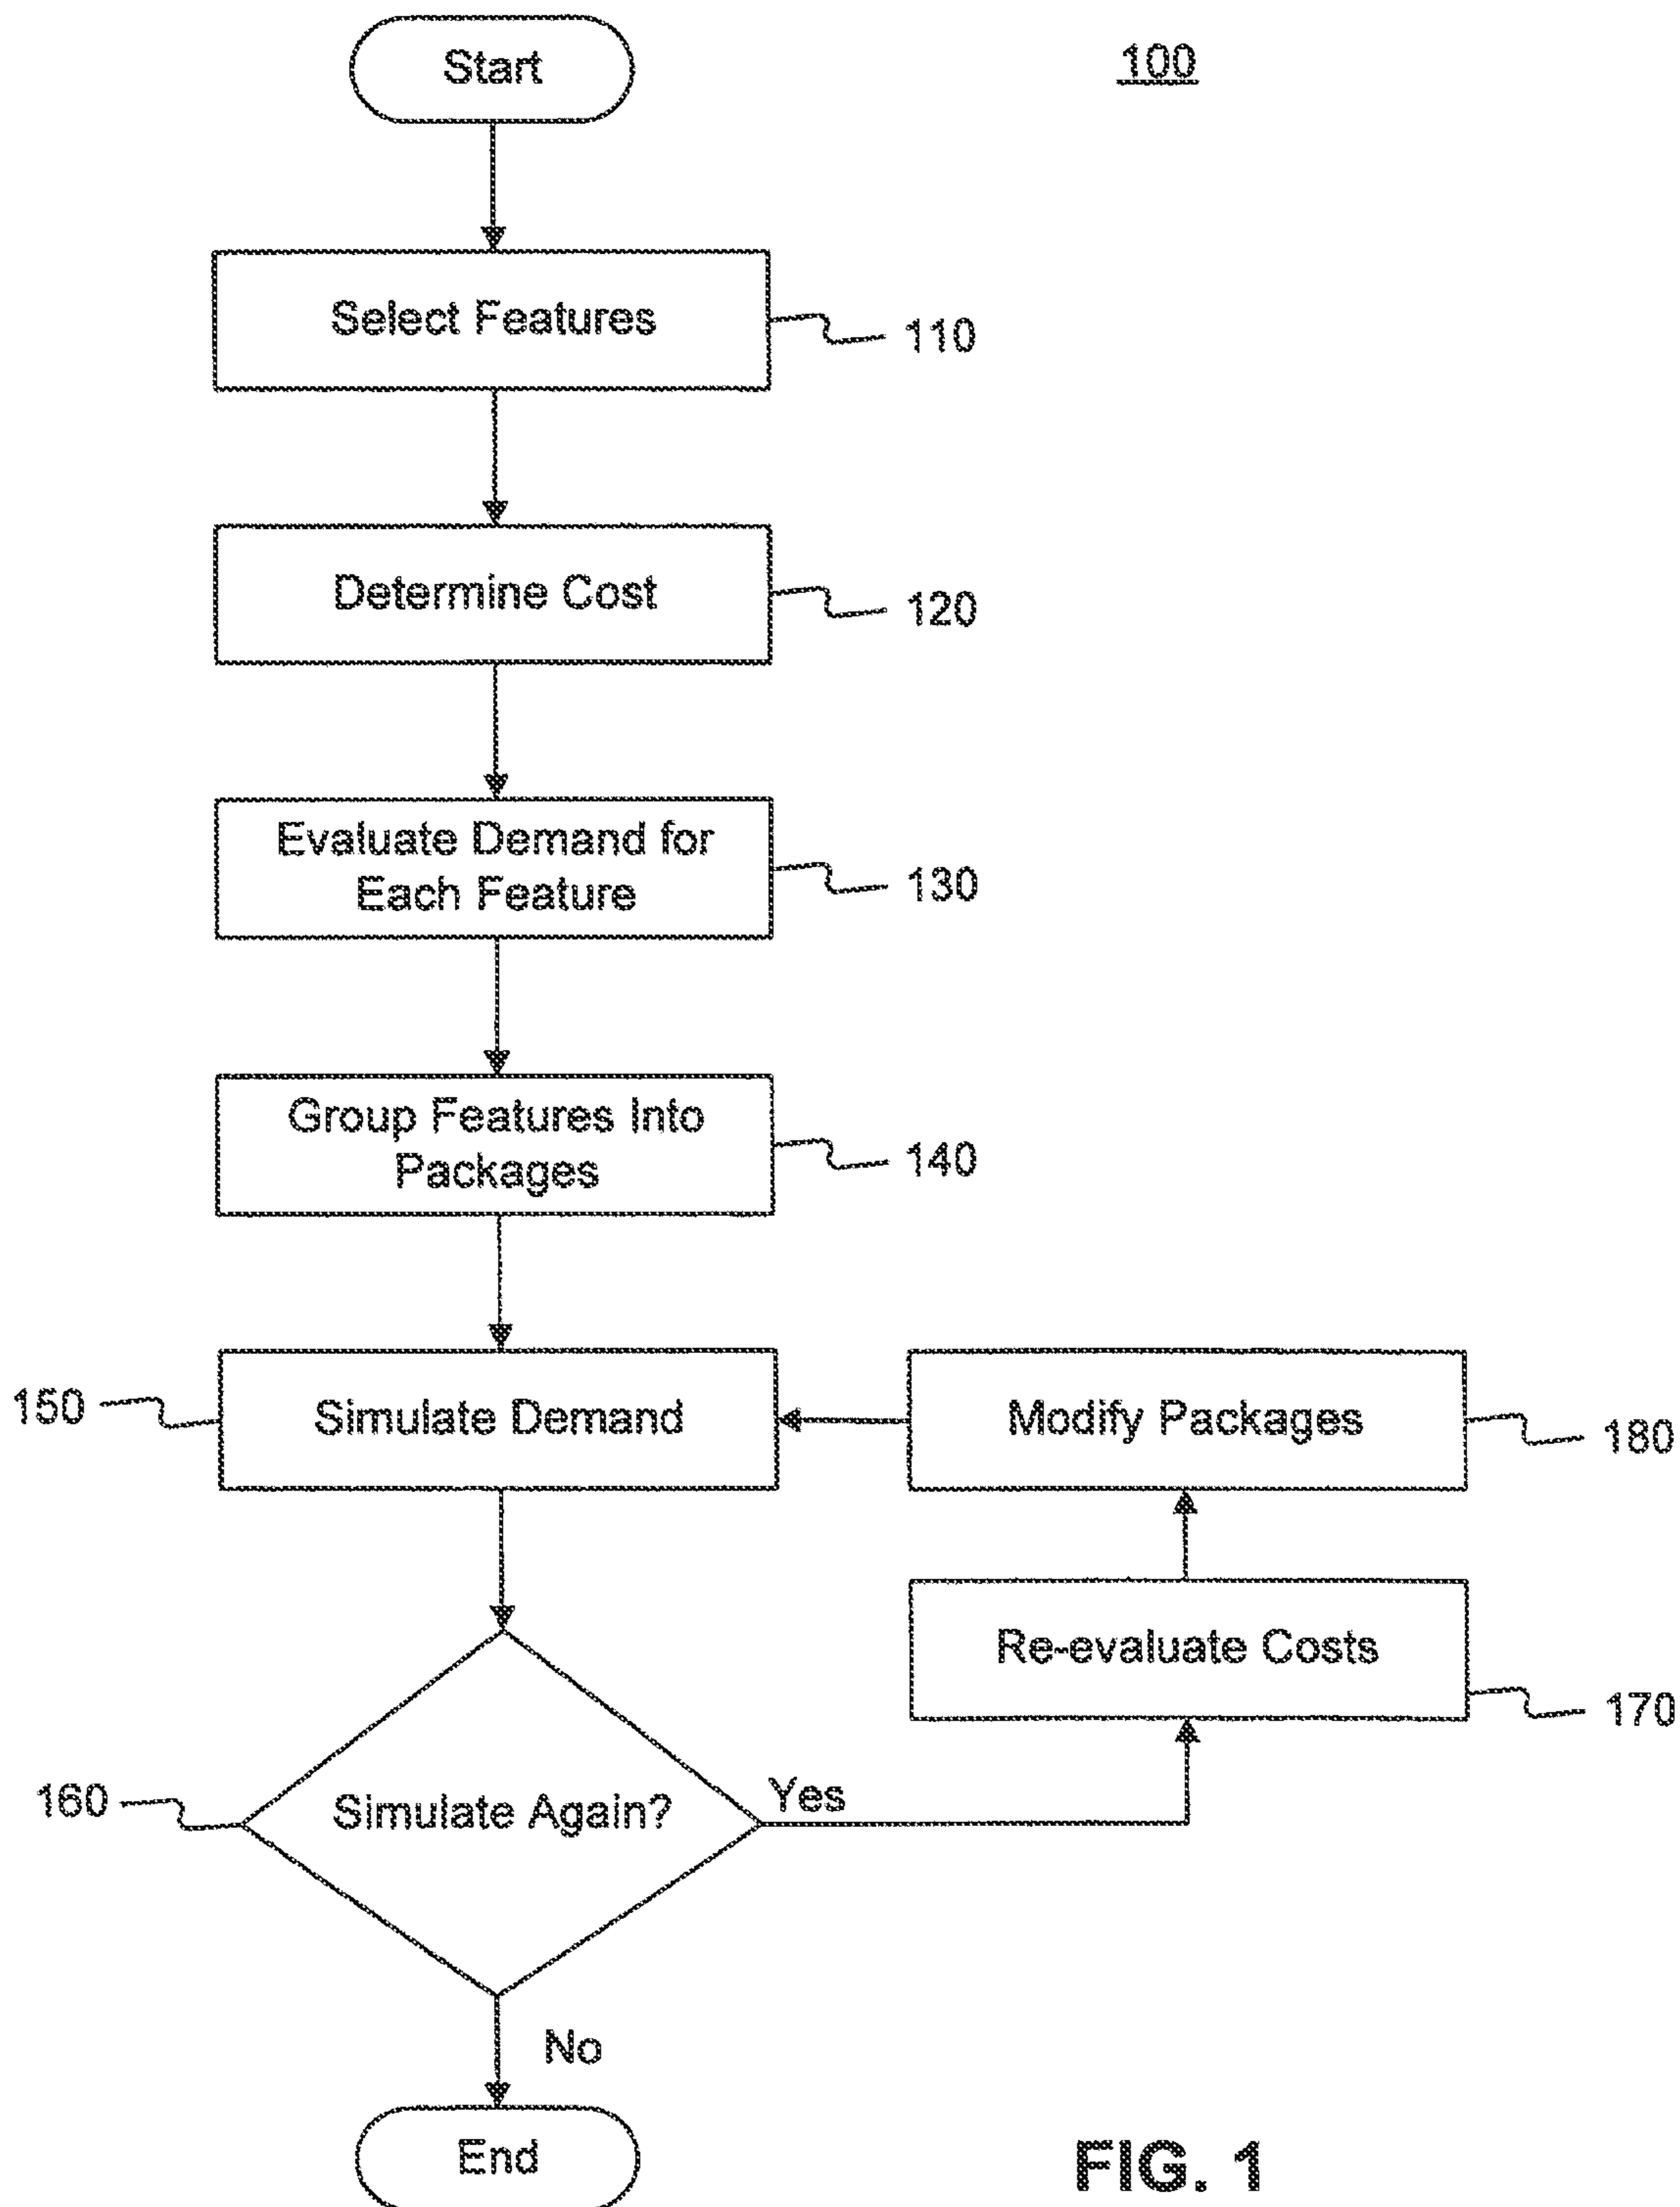 Start
100
Select Features
110
Determine Cost
120
Evaluate Demand for
Each Feature
130
Group Features Into
Packages
140
150
Simulate Demand
Modify Packages
180
Re-evaluate Costs
170
160
Simulate Again?
Yes
No
End
FIG. 1